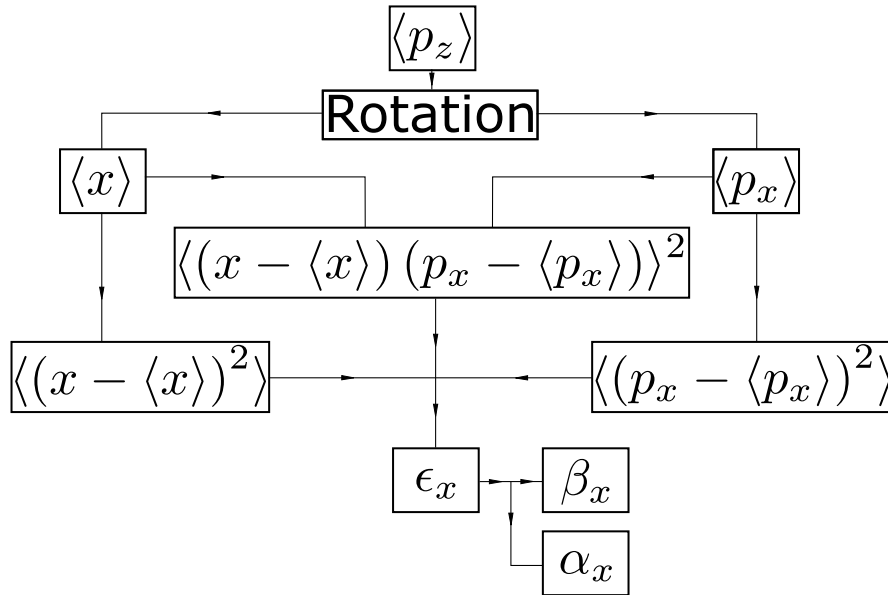 ⟨p_z⟩
Rotation
⟨x⟩
⟨p_x⟩
⟨(x − ⟨x⟩) (p_x − ⟨p_x⟩)⟩²
⟨(x − ⟨x⟩)²⟩
⟨(p_x − ⟨p_x⟩)²⟩
ϵ_x
β_x
α_x